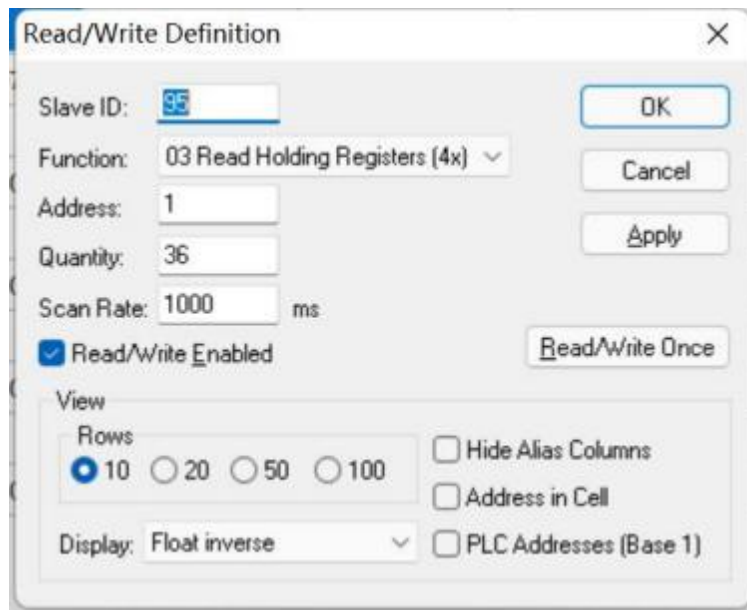 Read/Write Definition
Slave ID: 95
OK
Function: 03 Read Holding Registers (4x)
Cancel
Address: 1
Apply
Quantity: 36
Scan Rate: 1000 ms
Read/Write Enabled
Read/Write Once
View
Rows
10 20 50 100
Hide Alias Columns
Address in Cell
Display: Float inverse
PLC Addresses (Base 1)